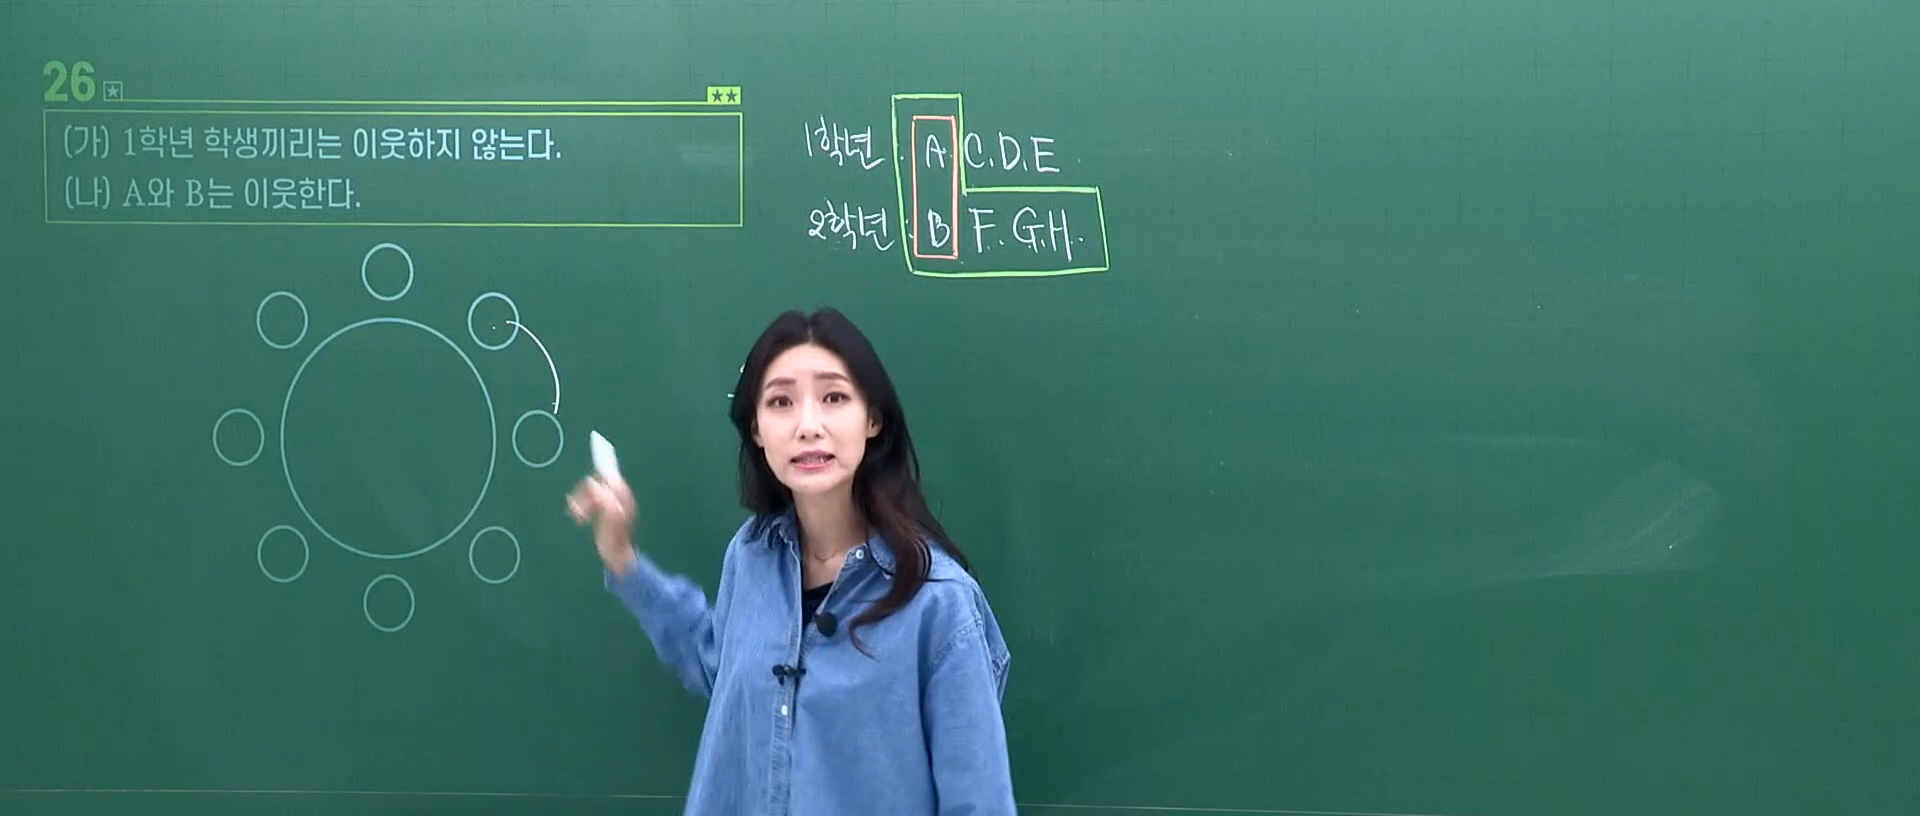 26
(가) 1학년 학생끼리는 이웃하지 않는다.
(나) A와 B는 이웃한다.
1학년 : A C.D.E
2학년 : B F.G.H.